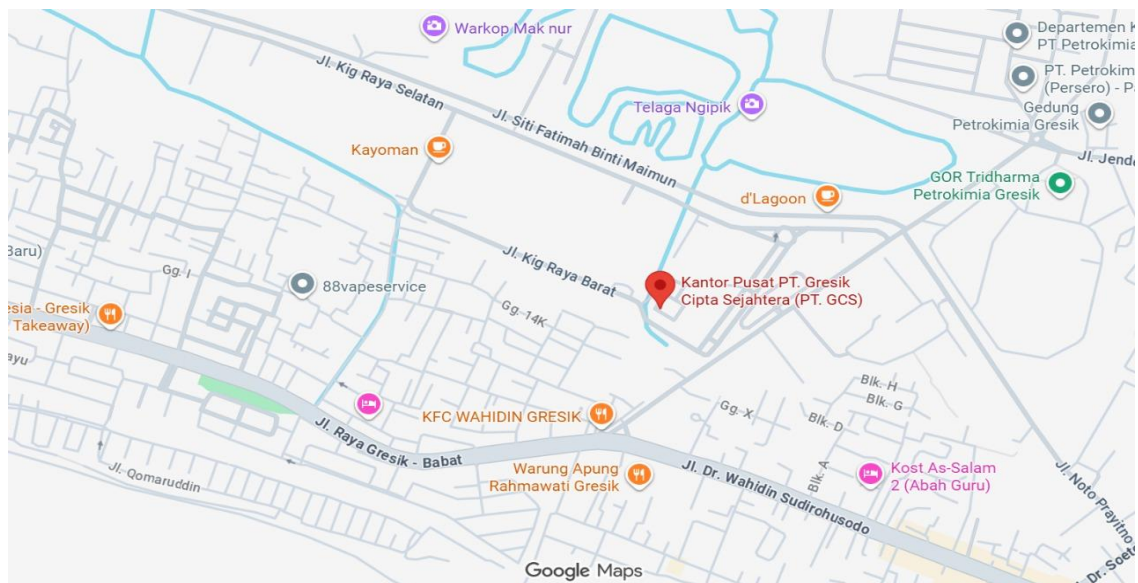 Warkop Mak nur
Departemen K
PT Petrokimia
Jl. Kig Raya Selatan
PT. Petrokim
(Persero) - Pa
Telaga Ngipik
Gedung
Petrokimia Gresik
Jl. Siti Fatimah Binti Maimun
Kayoman
Jl. Jende
GOR Tridharma
Petrokimia Gresik
d'Lagoon
Baru)
Gg. I
Jl. Kig Raya Barat
88vapeservice
Kantor Pusat PT. Gresik
Cipta Sejahtera (PT. GCS)
esia - Gresik
Takeaway)
Gg. 14K
ayu
Blk. H
Blk. G
Gg. X
Blk. D
KFC WAHIDIN GRESIK
Jl. Raya Gresik - Babat
Warung Apung
Rahmawati Gresik
Jl. Dr. Wahidin Sudirohusodo
Blk. A
Kost As-Salam
2 (Abah Guru)
Jl. Qomaruddin
Jl. Noto Prayitno
. Dr. Soeto
Google Maps